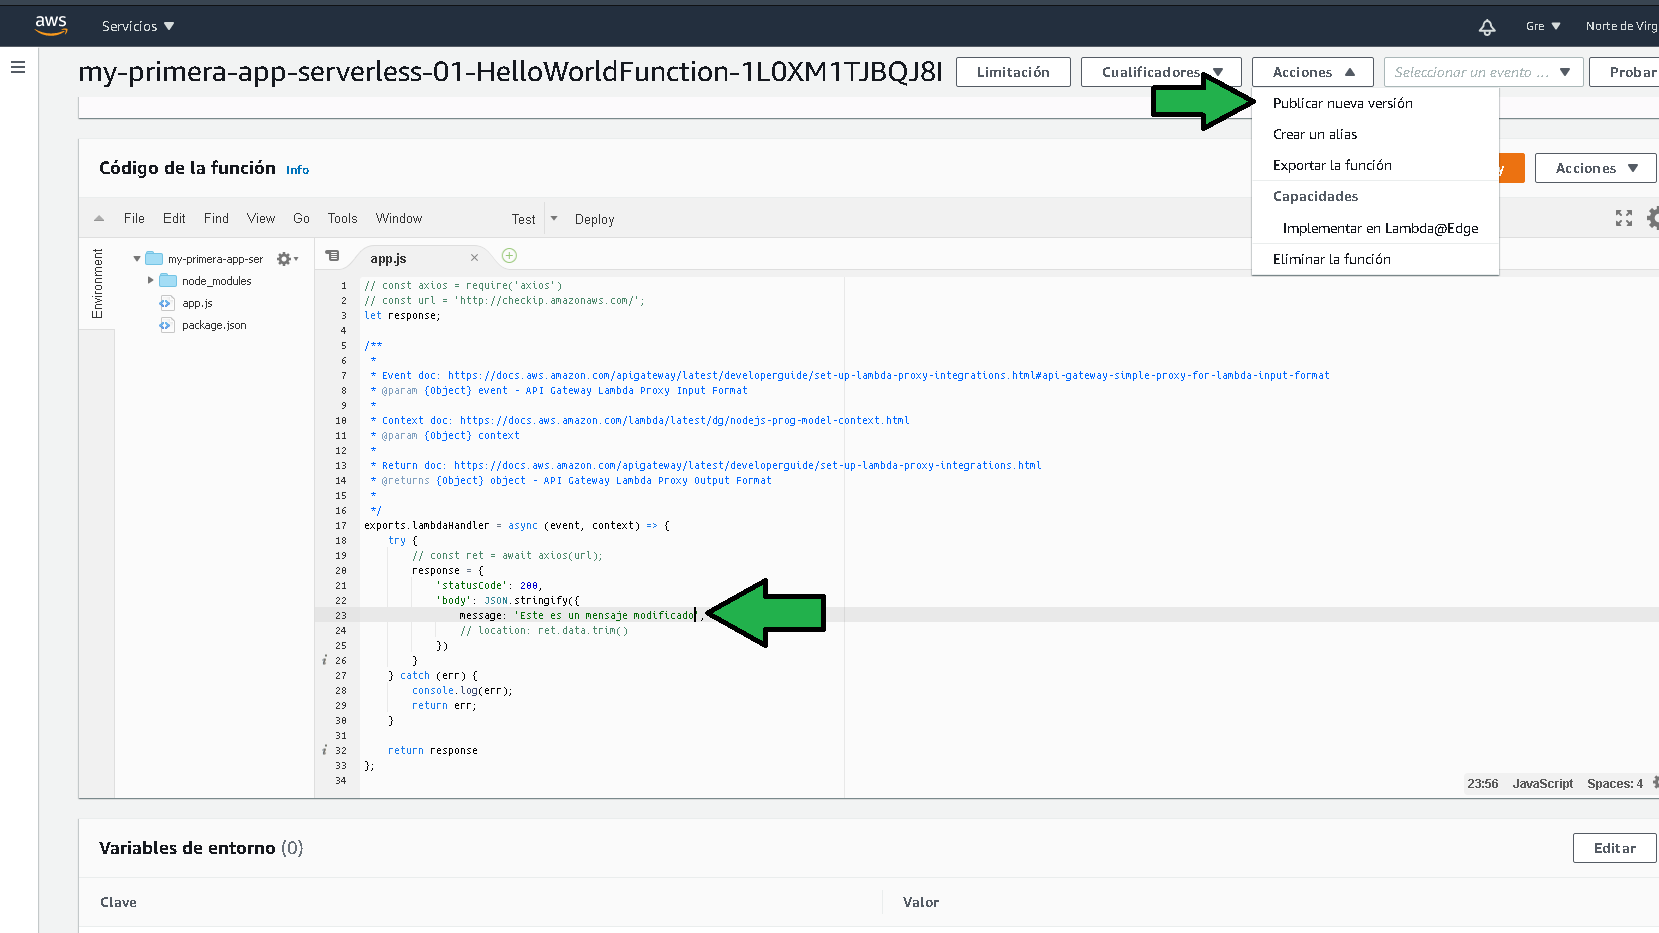 aws Servicios Gre Norte de Virg
my-primera-app-serverless-01-HelloWorldFunction-1L0XM1TJBQJ8I Limitación Cualificadores Acciones Seleccionar un evento ... Probar
Publicar nueva versión
Crear un alias
Exportar la función
Capacidades
Implementar en Lambda@Edge
Eliminar la función
Código de la función Info y Acciones
File Edit Find View Go Tools Window Test Deploy
Environment
my-primera-app-ser
node_modules
app.js
package.json
app.js
1 // const axios = require('axios')
2 // const url = 'http://checkip.amazonaws.com/';
3 let response;
4
5 /**
6 *
7 * Event doc: https://docs.aws.amazon.com/apigateway/latest/developerguide/set-up-lambda-proxy-integrations.html#api-gateway-simple-proxy-for-lambda-input-format
8 * @param {Object} event - API Gateway Lambda Proxy Input Format
9 *
10 * Context doc: https://docs.aws.amazon.com/lambda/latest/dg/nodejs-prog-model-context.html
11 * @param {Object} context
12 *
13 * Return doc: https://docs.aws.amazon.com/apigateway/latest/developerguide/set-up-lambda-proxy-integrations.html
14 * @returns {Object} object - API Gateway Lambda Proxy Output Format
15 *
16 */
17 exports.lambdaHandler = async (event, context) => {
18 try {
19 // const ret = await axios(url);
20 response = {
21 'statusCode': 200,
22 'body': JSON.stringify({
23 message: 'Este es un mensaje modificado',
24 // location: ret.data.trim()
25 })
i 26 }
27 } catch (err) {
28 console.log(err);
29 return err;
30 }
31
i 32 return response
33 };
34
23:56 JavaScript Spaces: 4
Variables de entorno (0) Editar
Clave Valor